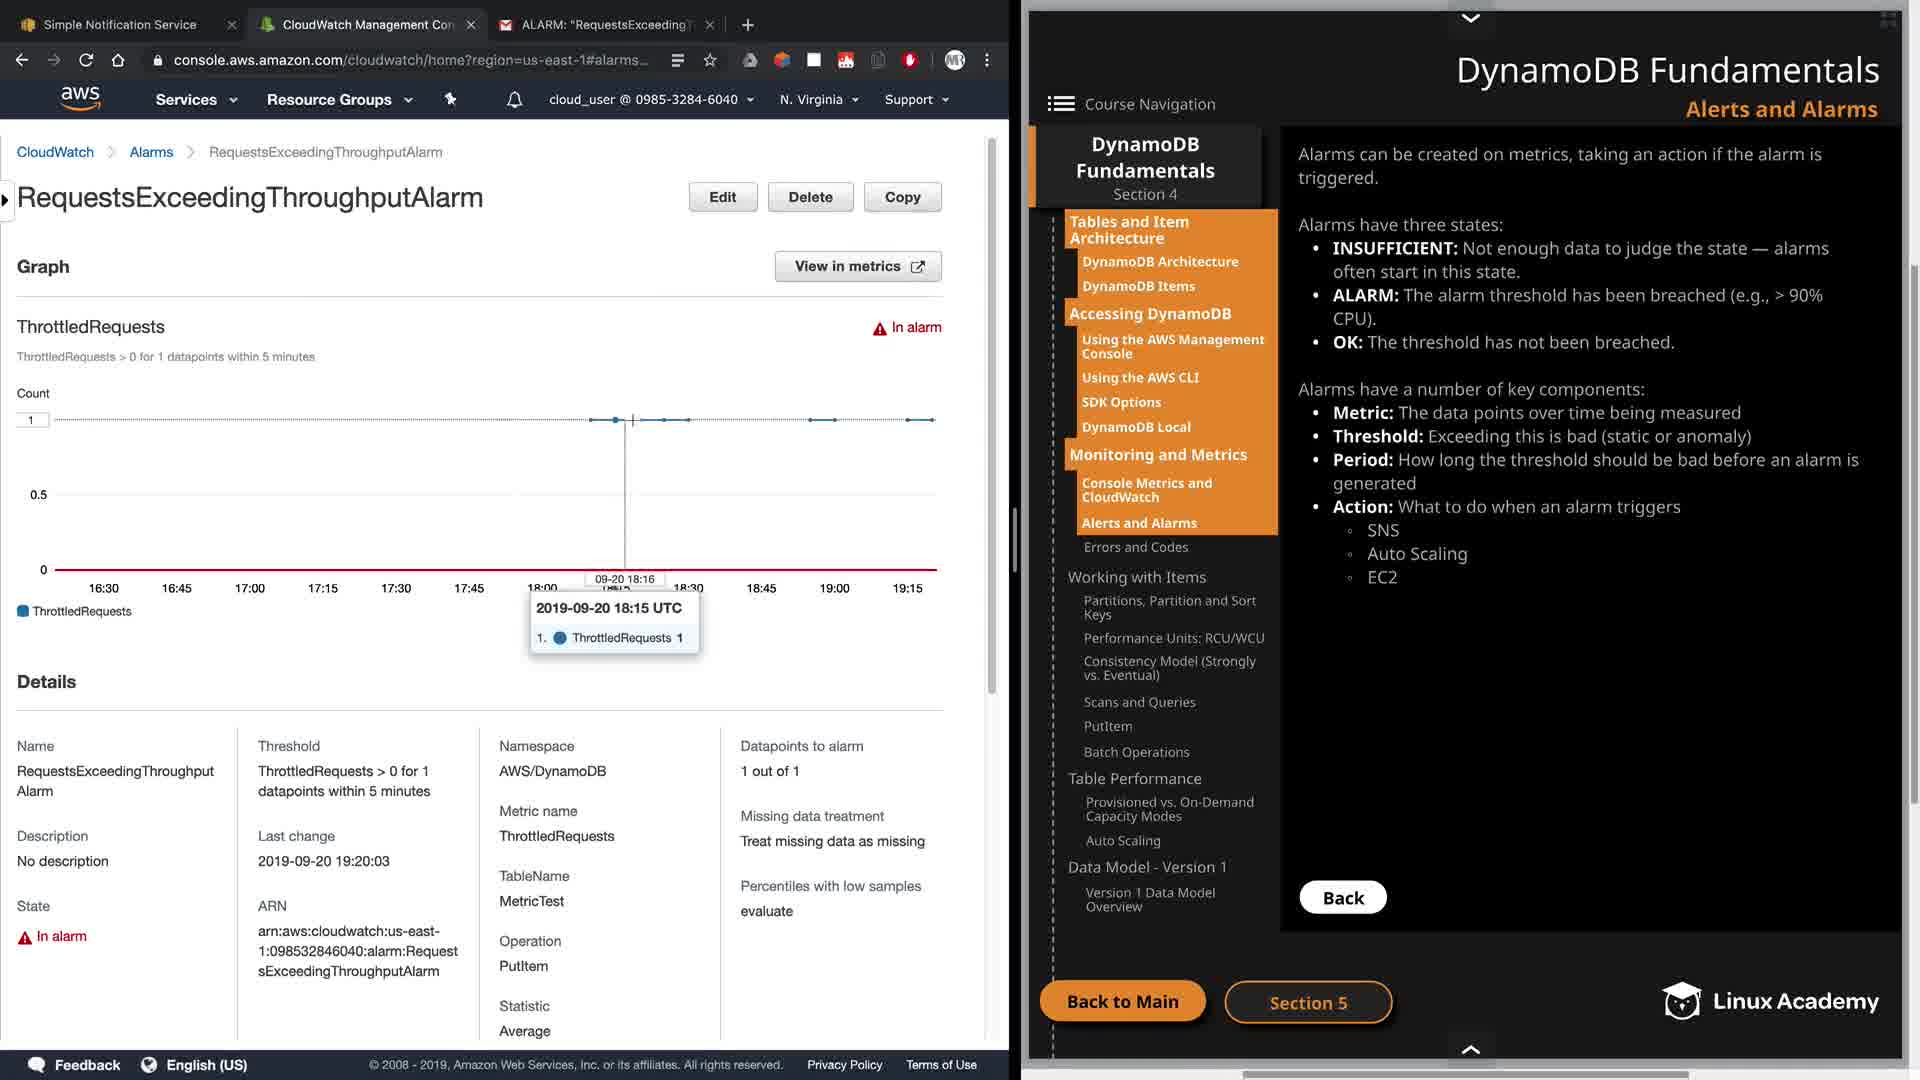 Simple Notification Service
CloudWatch Management Con
ALARM: "RequestsExceedingT
console.aws.amazon.com/cloudwatch/home?region=us-east-1#alarms...
MR
aws
Services
Resource Groups
cloud_user @ 0985-3284-6040
N. Virginia
Support
CloudWatch
Alarms
RequestsExceedingThroughputAlarm
RequestsExceedingThroughputAlarm
Edit
Delete
Copy
Graph
View in metrics
ThrottledRequests
In alarm
ThrottledRequests > 0 for 1 datapoints within 5 minutes
Count
1
0.5
0
16:30 16:45 17:00 17:15 17:30 17:45 18:00 18:15 18:30 18:45 19:00 19:15
09-20 18:16
ThrottledRequests
2019-09-20 18:15 UTC
1. ThrottledRequests 1
Details
Name
RequestsExceedingThroughput
Alarm
Description
No description
State
In alarm
Threshold
ThrottledRequests > 0 for 1
datapoints within 5 minutes
Last change
2019-09-20 19:20:03
ARN
arn:aws:cloudwatch:us-east-
1:098532846040:alarm:Request
sExceedingThroughputAlarm
Namespace
AWS/DynamoDB
Metric name
ThrottledRequests
TableName
MetricTest
Operation
PutItem
Statistic
Average
Datapoints to alarm
1 out of 1
Missing data treatment
Treat missing data as missing
Percentiles with low samples
evaluate
Feedback
English (US)
© 2008 - 2019, Amazon Web Services, Inc. or its affiliates. All rights reserved.
Privacy Policy
Terms of Use
DynamoDB Fundamentals
Alerts and Alarms
Course Navigation
DynamoDB
Fundamentals
Section 4
Tables and Item
Architecture
DynamoDB Architecture
DynamoDB Items
Accessing DynamoDB
Using the AWS Management
Console
Using the AWS CLI
SDK Options
DynamoDB Local
Monitoring and Metrics
Console Metrics and
CloudWatch
Alerts and Alarms
Errors and Codes
Working with Items
Partitions, Partition and Sort
Keys
Performance Units: RCU/WCU
Consistency Model (Strongly
vs. Eventual)
Scans and Queries
PutItem
Batch Operations
Table Performance
Provisioned vs. On-Demand
Capacity Modes
Auto Scaling
Data Model - Version 1
Version 1 Data Model
Overview
Alarms can be created on metrics, taking an action if the alarm is
triggered.
Alarms have three states:
• INSUFFICIENT: Not enough data to judge the state — alarms
often start in this state.
• ALARM: The alarm threshold has been breached (e.g., > 90%
CPU).
• OK: The threshold has not been breached.
Alarms have a number of key components:
• Metric: The data points over time being measured
• Threshold: Exceeding this is bad (static or anomaly)
• Period: How long the threshold should be bad before an alarm is
generated
• Action: What to do when an alarm triggers
◦ SNS
◦ Auto Scaling
◦ EC2
Back
Back to Main
Section 5
Linux Academy